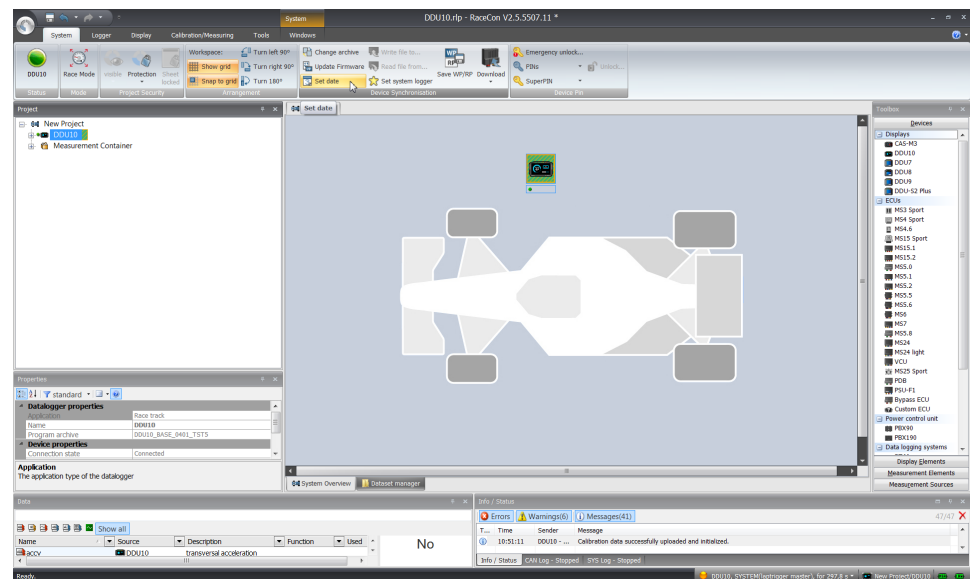 System
DDU10.rlp - RaceCon V2.5.5507.11 *
System
Logger
Display
Calibration/Measuring
Tools
Windows
DDU10
Race Mode
visible
Protection
Sheet locked
Workspace:
Show grid
Snap to grid
Turn left 90°
Turn right 90°
Turn 180°
Change archive
Update Firmware
Set date
Write file to...
Read file from...
Set system logger
WP RP
Save WP/RP
Download
Emergency unlock...
PINs
SuperPIN
Unlock...
Status
Mode
Project Security
Arrangement
Device Synchronisation
Device Pin
Project
New Project
DDU10
Measurement Container
Set date
Toolbox
Devices
Displays
CAS-M3
DDU10
DDU7
DDU8
DDU9
DDU-S2 Plus
ECUs
MS3 Sport
MS4 Sport
MS4.6
MS15 Sport
MS15.1
MS15.2
MS5.0
MS5.1
MS5.2
MS5.5
MS5.6
MS6
MS7
MS5.8
MS24
MS24 light
VCU
MS25 Sport
PDB
PSU-F1
Bypass ECU
Custom ECU
Power control unit
PBX90
PBX190
Data logging systems
Display Elements
Measurement Elements
Measurement Sources
Properties
standard
Datalogger properties
Application Race track
Name DDU10
Program archive DDU10_BASE_0401_TST5
Device properties
Connection state Connected
Application
The application type of the datalogger
System Overview
Dataset manager
Data
Show all
Name Source Description Function Used
accv DDU10 transversal acceleration
No
Info / Status
Errors Warnings(6) Messages(41) 47/47
T... Time Sender Message
10:51:11 DDU10 - ... Calibration data successfully uploaded and initialized.
Info / Status CAN Log - Stopped SYS Log - Stopped
Ready.
DDU10, SYSTEM(laptrigger master), for 297,8 s
New Project/DDU10